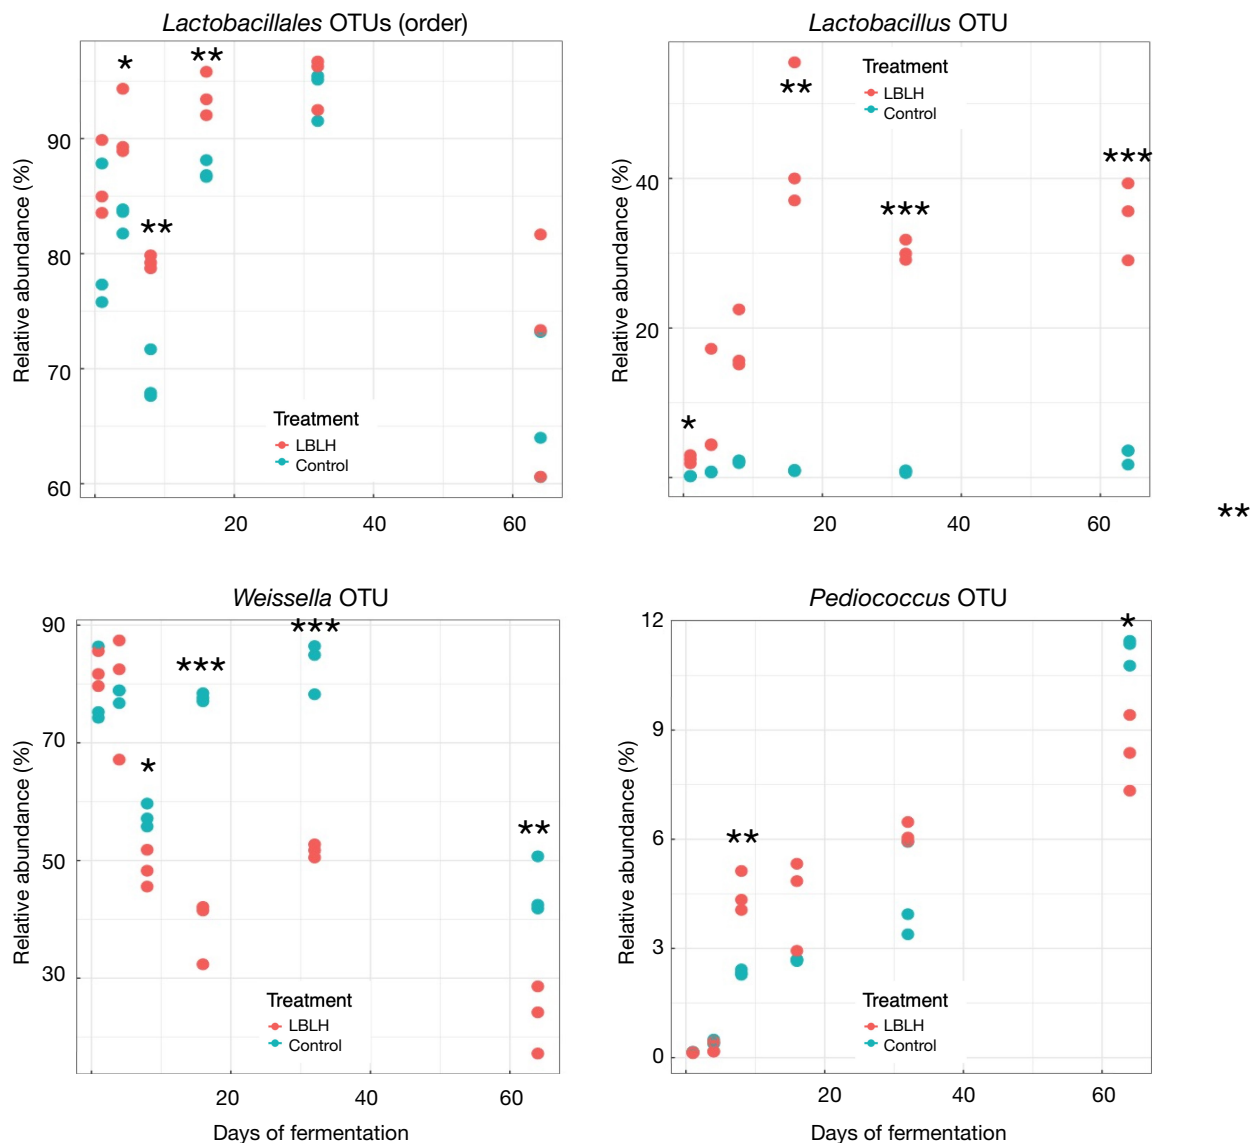 Lactobacillales OTUs (order)
Relative abundance (%)
90
80
70
60
*
**
**
Treatment
LBLH
Control
20
40
60
Lactobacillus OTU
Relative abundance (%)
40
20
Treatment
LBLH
Control
**
***
***
*
20
40
60
**
Weissella OTU
Relative abundance (%)
90
70
50
30
***
***
*
**
Treatment
LBLH
Control
20
40
60
Days of fermentation
Pediococcus OTU
Relative abundance (%)
12
9
6
3
0
*
**
Treatment
LBLH
Control
20
40
60
Days of fermentation